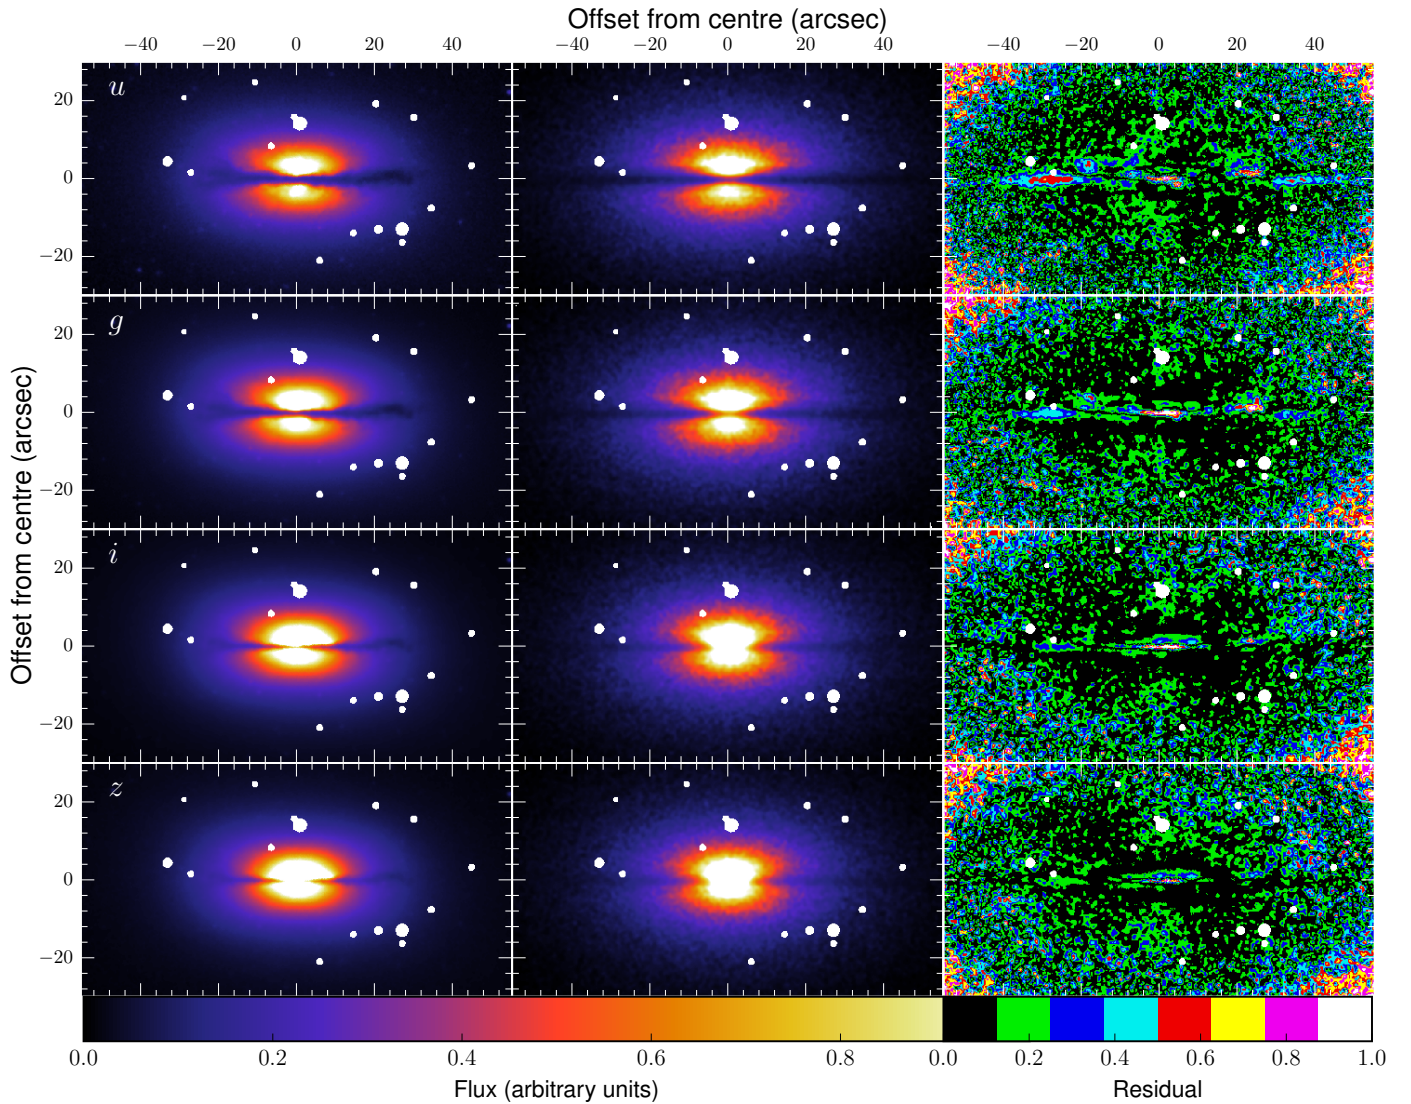 Offset from centre (arcsec)
−40 −20 0 20 40 −40 −20 0 20 40 −40 −20 0 20 40
u
20
0
−20
g
20
0
−20
Offset from centre (arcsec)
i
20
0
−20
z
20
0
−20
0.0 0.2 0.4 0.6 0.8 0.0 0.2 0.4 0.6 0.8 1.0
Flux (arbitrary units) Residual